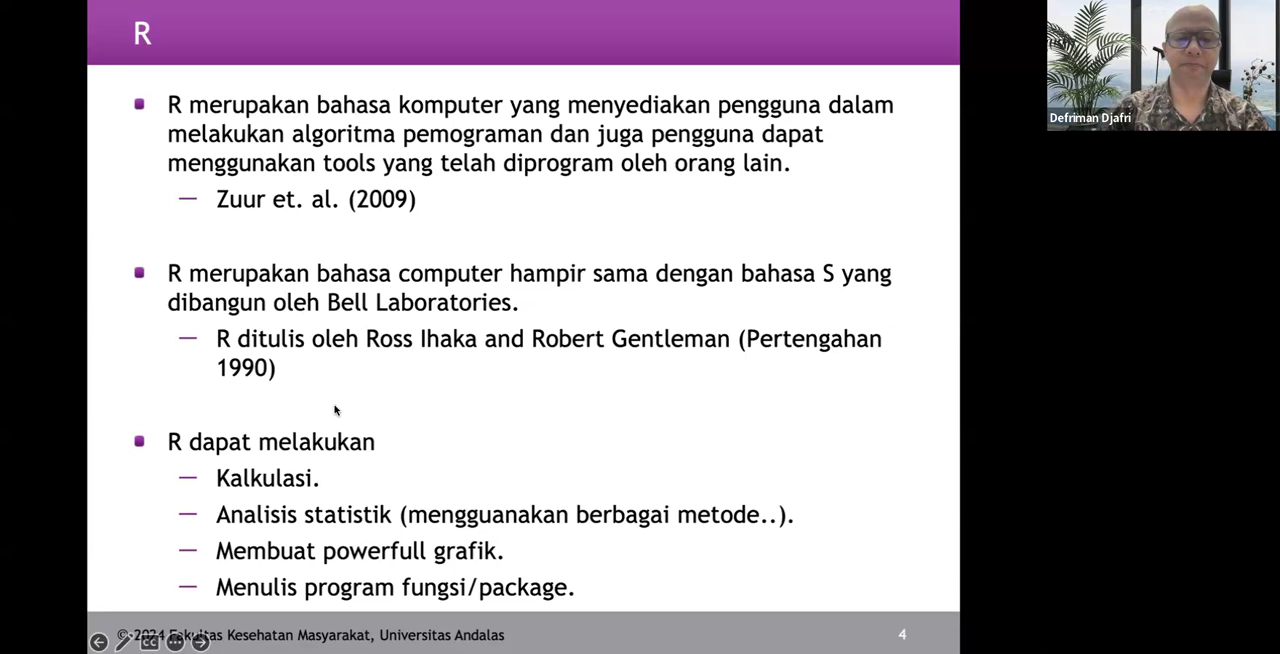 R
R merupakan bahasa komputer yang menyediakan pengguna dalam
melakukan algoritma pemograman dan juga pengguna dapat
menggunakan tools yang telah diprogram oleh orang lain.
— Zuur et. al. (2009)
R merupakan bahasa computer hampir sama dengan bahasa S yang
dibangun oleh Bell Laboratories.
— R ditulis oleh Ross Ihaka and Robert Gentleman (Pertengahan
1990)
R dapat melakukan
— Kalkulasi.
— Analisis statistik (mengguanakan berbagai metode..).
— Membuat powerfull grafik.
— Menulis program fungsi/package.
© 2024 Fakultas Kesehatan Masyarakat, Universitas Andalas
4
Defriman Djafri